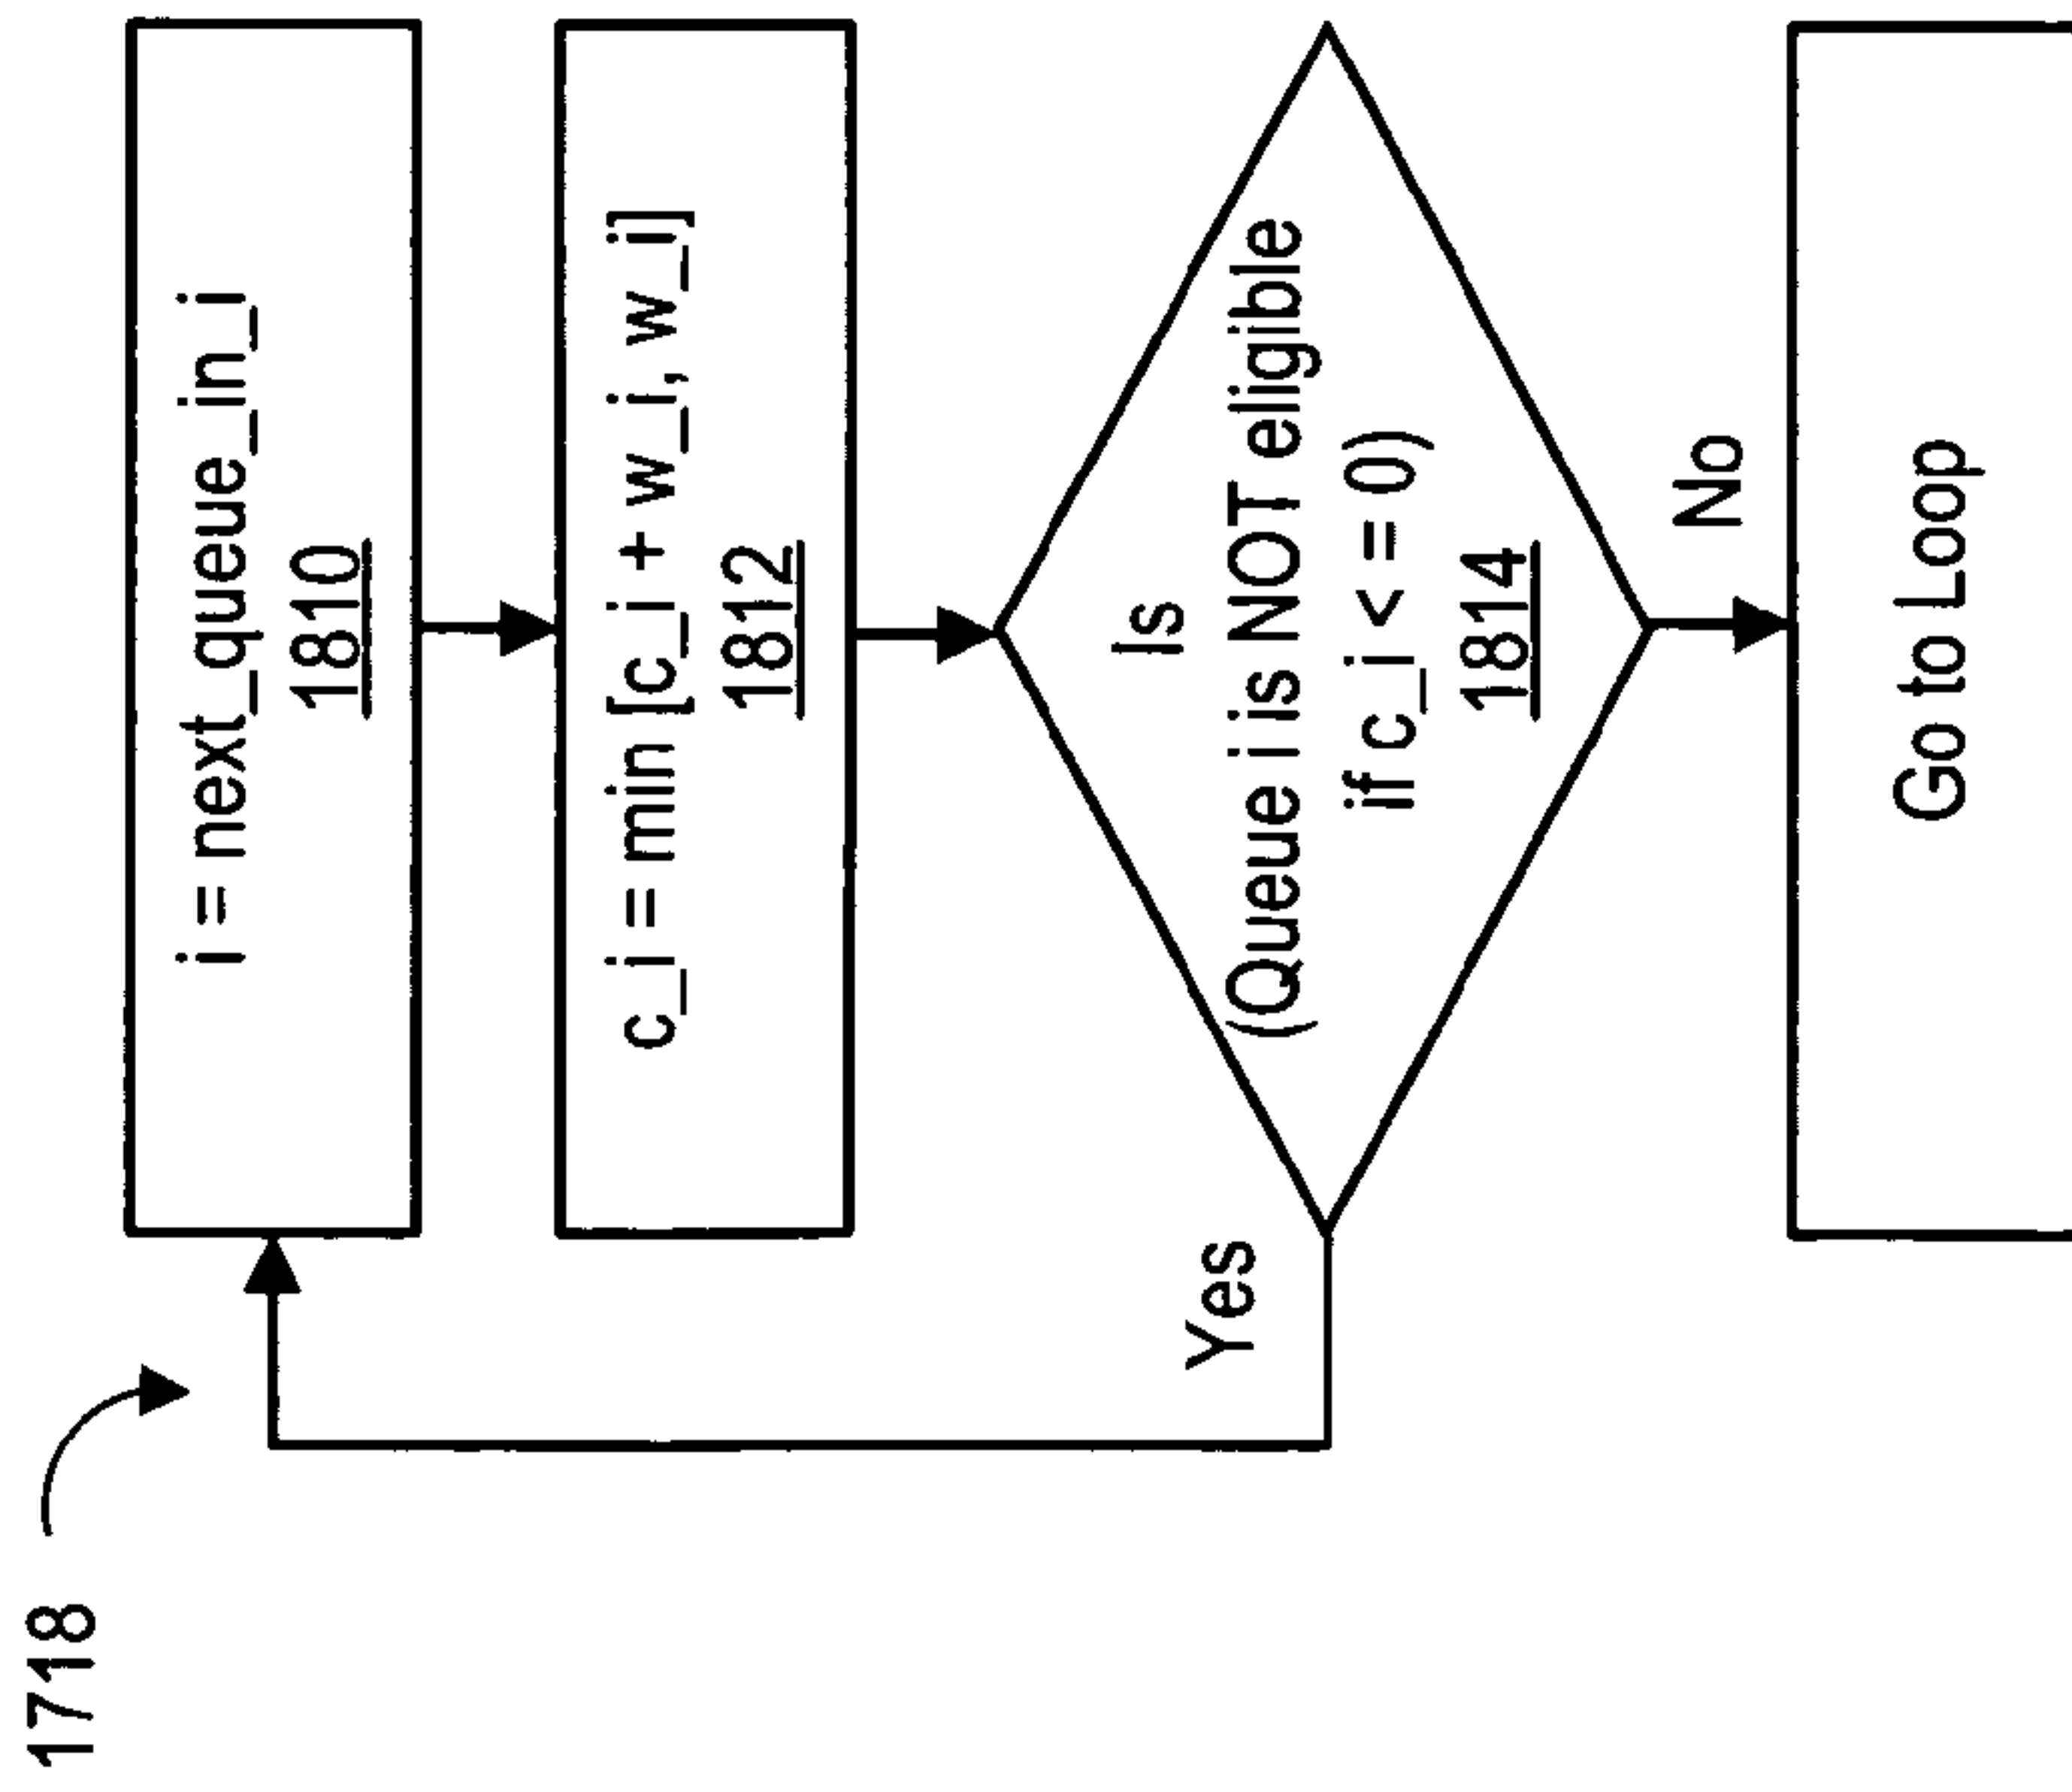 1718
i = next_queue_in_i
1810
c_i = min [c_i + w_i, w_i]
1812
Is
(Queue i is NOT eligible
if c_i < = 0)
1814
Yes
No
Go to Loop